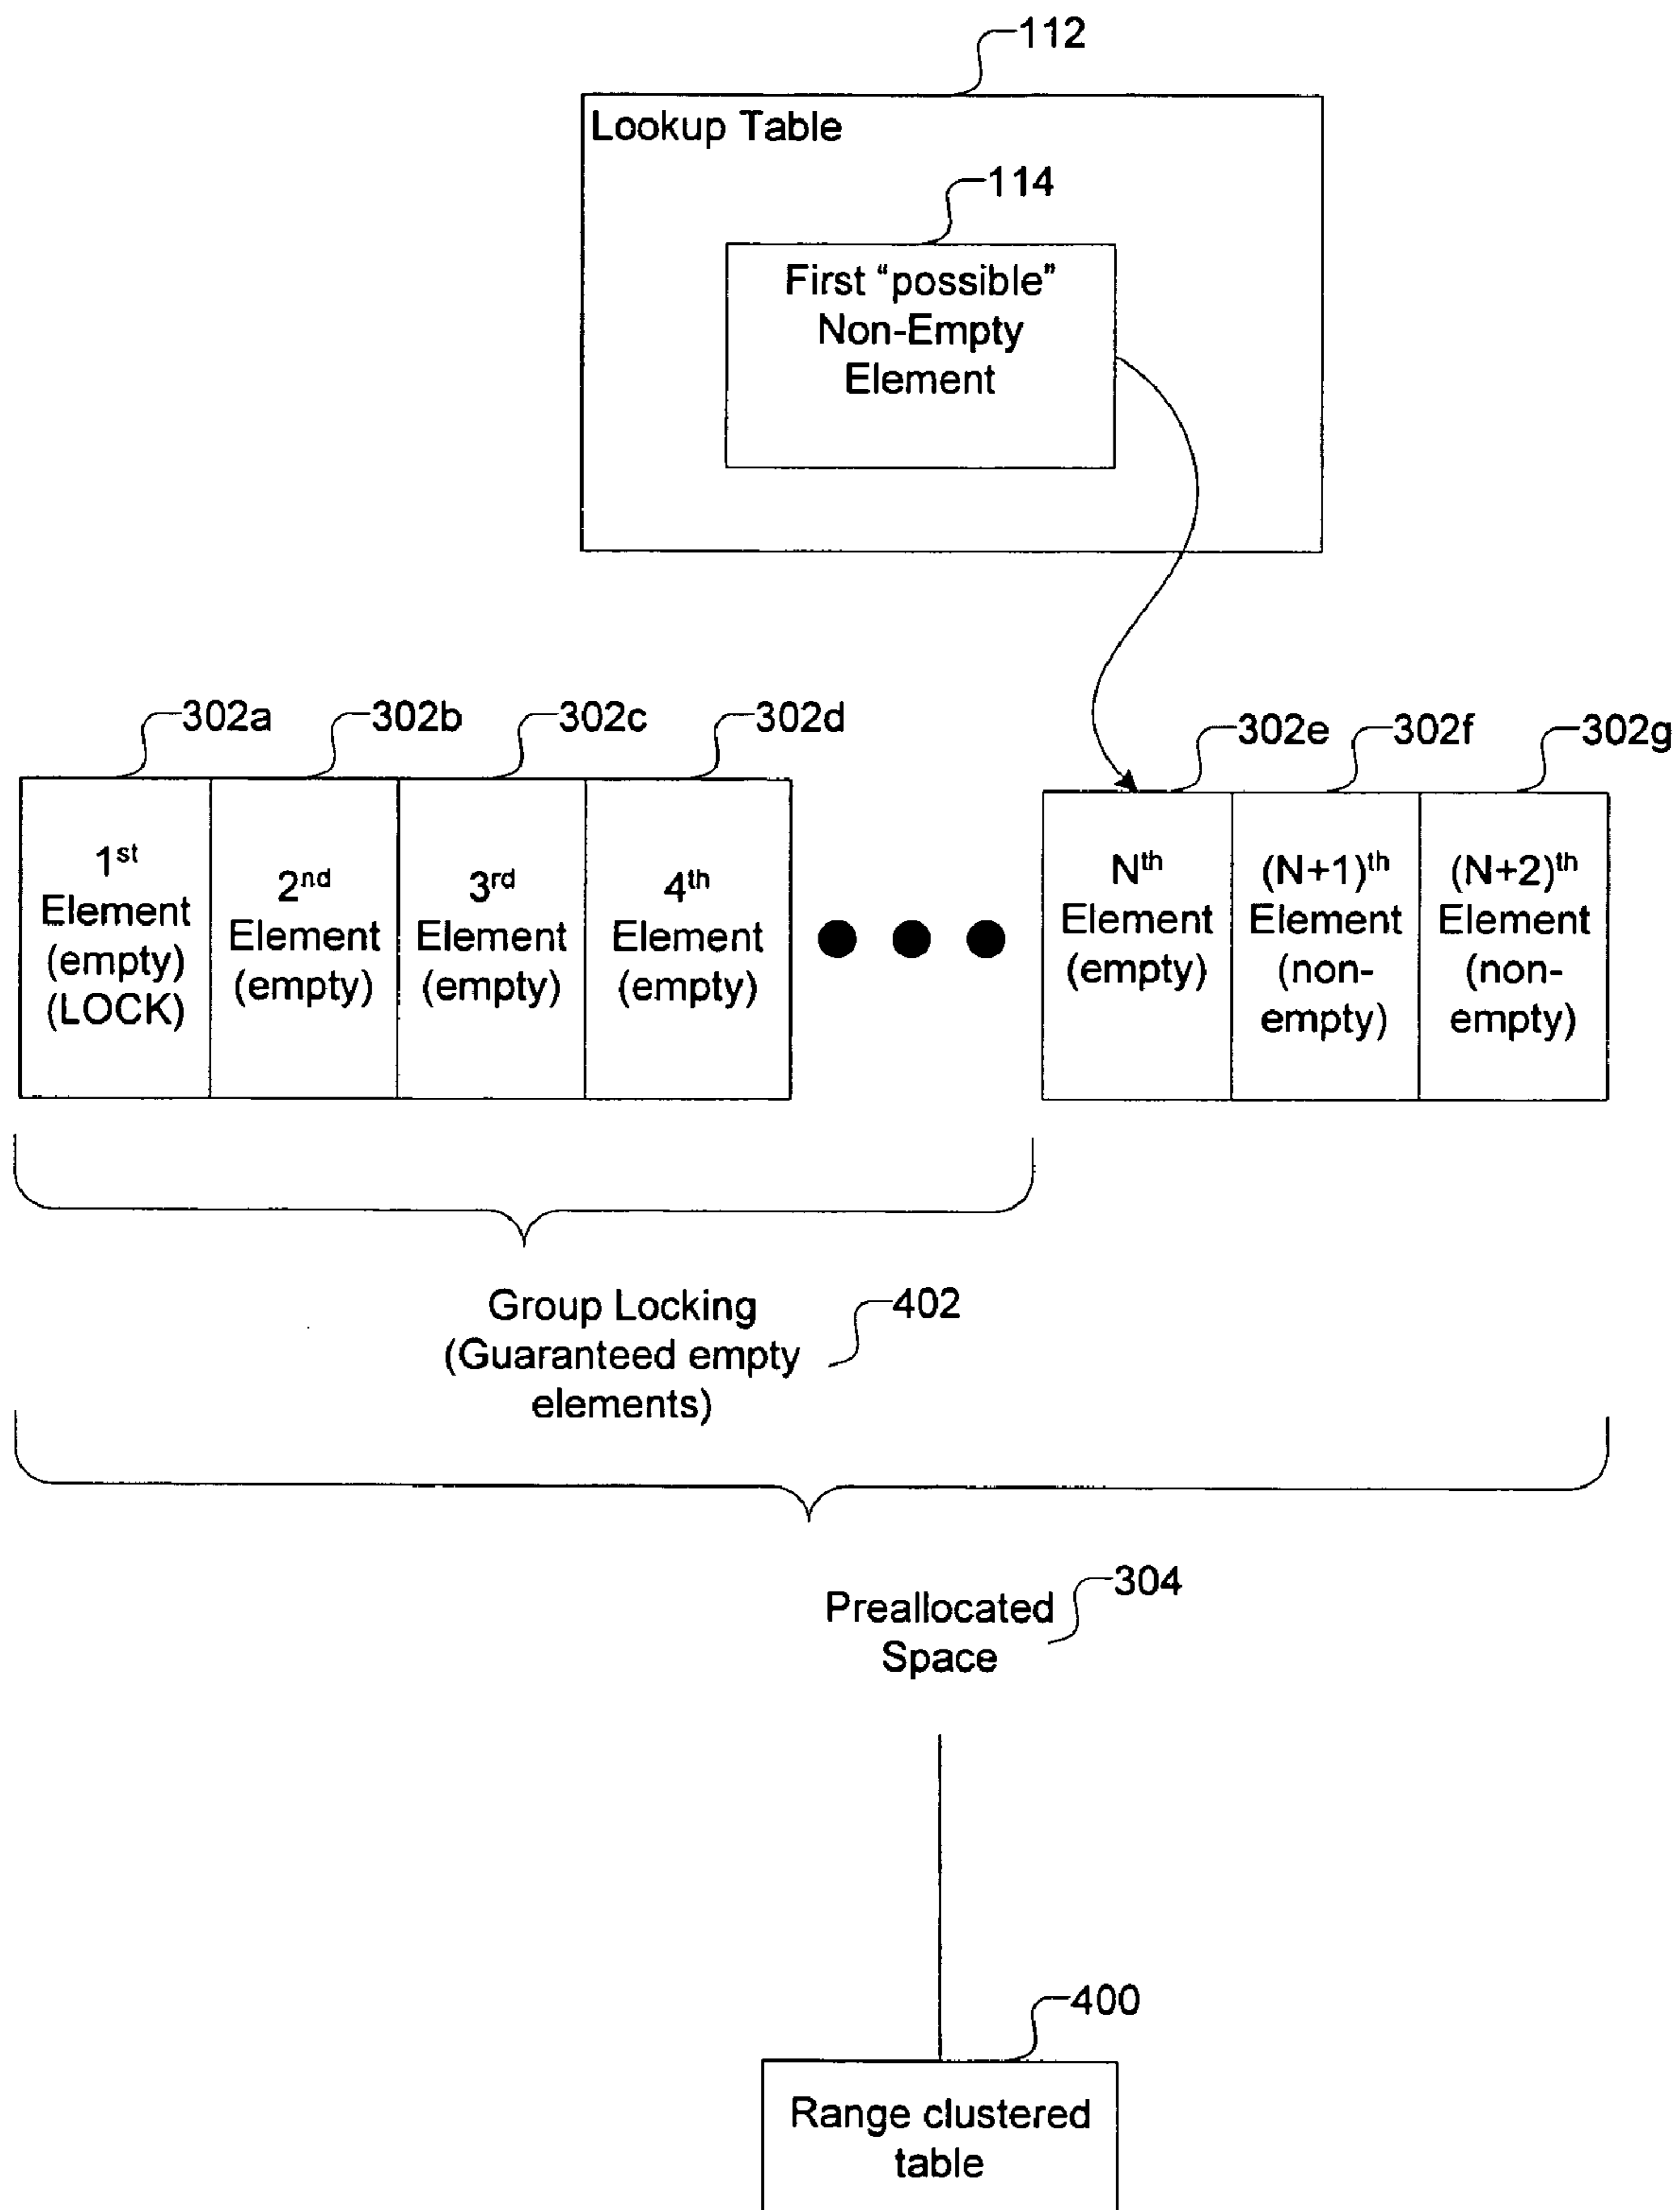 112
Lookup Table
114
First “possible”
Non-Empty
Element
302a
302b
302c
302d
302e
302f
302g
1st
Element
(empty)
(LOCK)
2nd
Element
(empty)
3rd
Element
(empty)
4th
Element
(empty)
Nth
Element
(empty)
(N+1)th
Element
(non-
empty)
(N+2)th
Element
(non-
empty)
Group Locking
(Guaranteed empty
elements)
402
Preallocated
Space
304
400
Range clustered
table